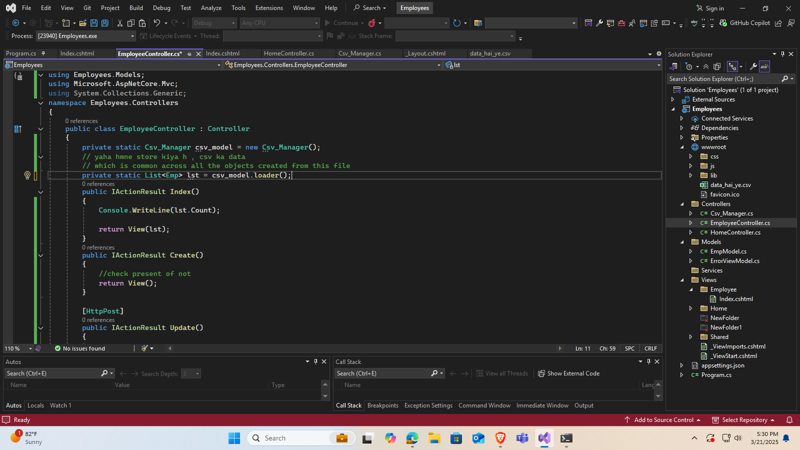 File Edit View Git Project Build Debug Test Analyze Tools Extensions Window Help Search Employees Sign in
Debug Any CPU Continue GitHub Copilot
Process: [23940] Employees.exe Lifecycle Events Thread: Stack Frame:
Program.cs Index.cshtml EmployeeController.cs* Index.cshtml HomeController.cs Csv_Manager.cs _Layout.cshtml data_hai_ye.csv
Employees Employees.Controllers.EmployeeController lst
using Employees.Models;
using Microsoft.AspNetCore.Mvc;
using System.Collections.Generic;
namespace Employees.Controllers
{
0 references
public class EmployeeController : Controller
{
private static Csv_Manager csv_model = new Csv_Manager();
// yaha hmne store kiya h , csv ka data
// which is common across all the objects created from this file
private static List<Emp> lst = csv_model.loader();
0 references
public IActionResult Index()
{
Console.WriteLine(lst.Count);
return View(lst);
}
0 references
public IActionResult Create()
{
//check present of not
return View();
}
[HttpPost]
0 references
public IActionResult Update()
{
110 % No issues found Ln: 11 Ch: 59 SPC CRLF
Autos
Search (Ctrl+E) Search Depth: 2
Name Value Type
Autos Locals Watch 1
Call Stack
Search (Ctrl+E) View all Threads Show External Code
Name Language
Call Stack Breakpoints Exception Settings Command Window Immediate Window Output
Solution Explorer
Search Solution Explorer (Ctrl+;)
Solution 'Employees' (1 of 1 project)
External Sources
Employees
Connected Services
Dependencies
Properties
wwwroot
css
js
lib
data_hai_ye.csv
favicon.ico
Controllers
Csv_Manager.cs
EmployeeController.cs
HomeController.cs
Models
EmpModel.cs
ErrorViewModel.cs
Services
Views
Employee
Index.cshtml
Home
NewFolder
NewFolder1
Shared
_ViewImports.cshtml
_ViewStart.cshtml
appsettings.json
Program.cs
Ready Add to Source Control Select Repository
1
82°F
Sunny
Search
5:30 PM
3/21/2025